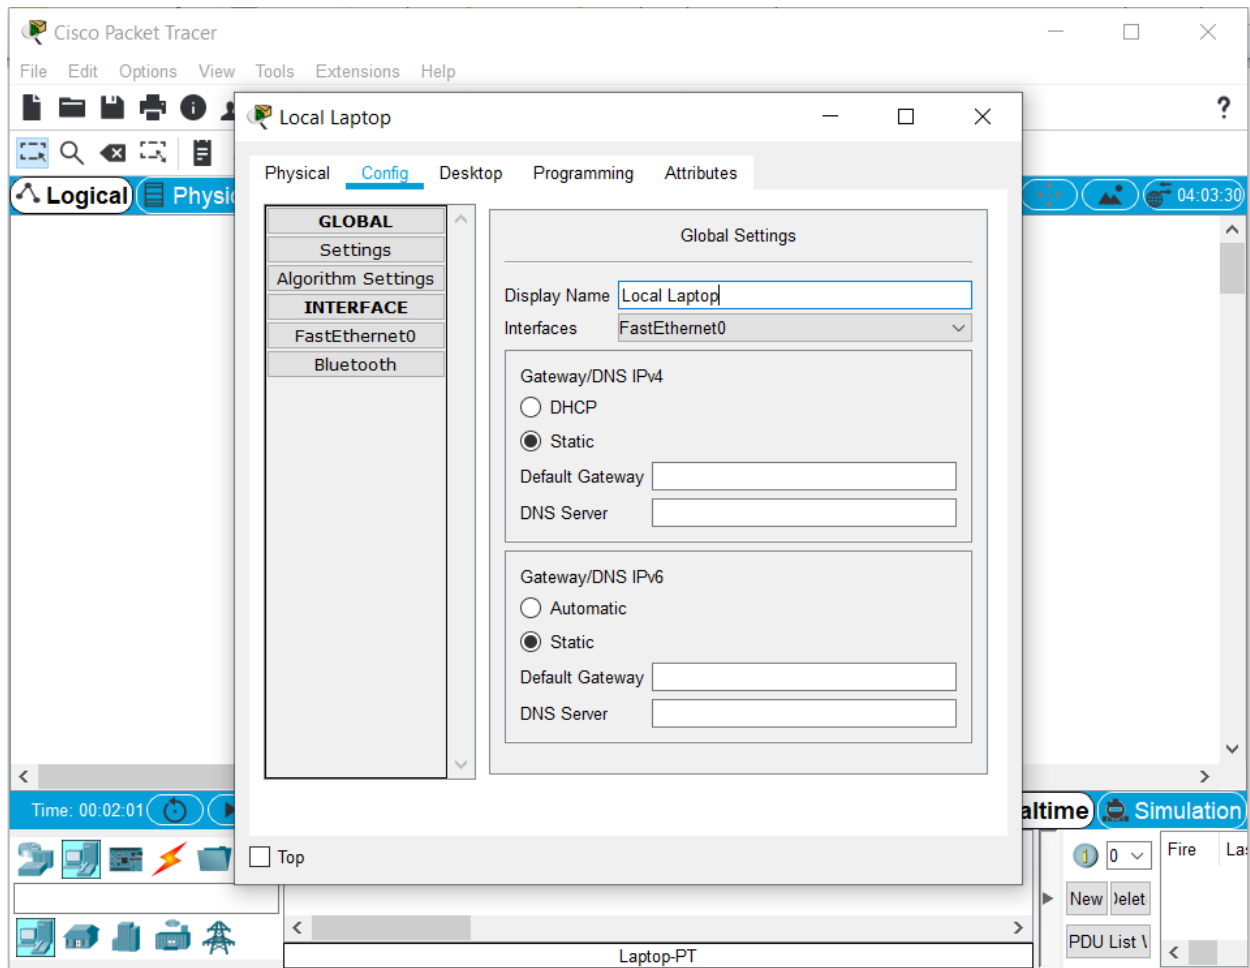 Cisco Packet Tracer
File Edit Options View Tools Extensions Help
?
Local Laptop
Physical Config Desktop Programming Attributes
Logical
04:03:30
GLOBAL
Settings
Algorithm Settings
INTERFACE
FastEthernet0
Bluetooth
Global Settings
Display Name Local Laptop
Interfaces FastEthernet0
Gateway/DNS IPv4
DHCP
Static
Default Gateway
DNS Server
Gateway/DNS IPv6
Automatic
Static
Default Gateway
DNS Server
Time: 00:02:01
altime Simulation
Top
0
Fire
New
PDU List
Laptop-PT